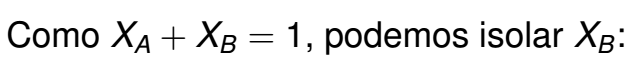 Como X_A + X_B = 1, podemos isolar X_B: